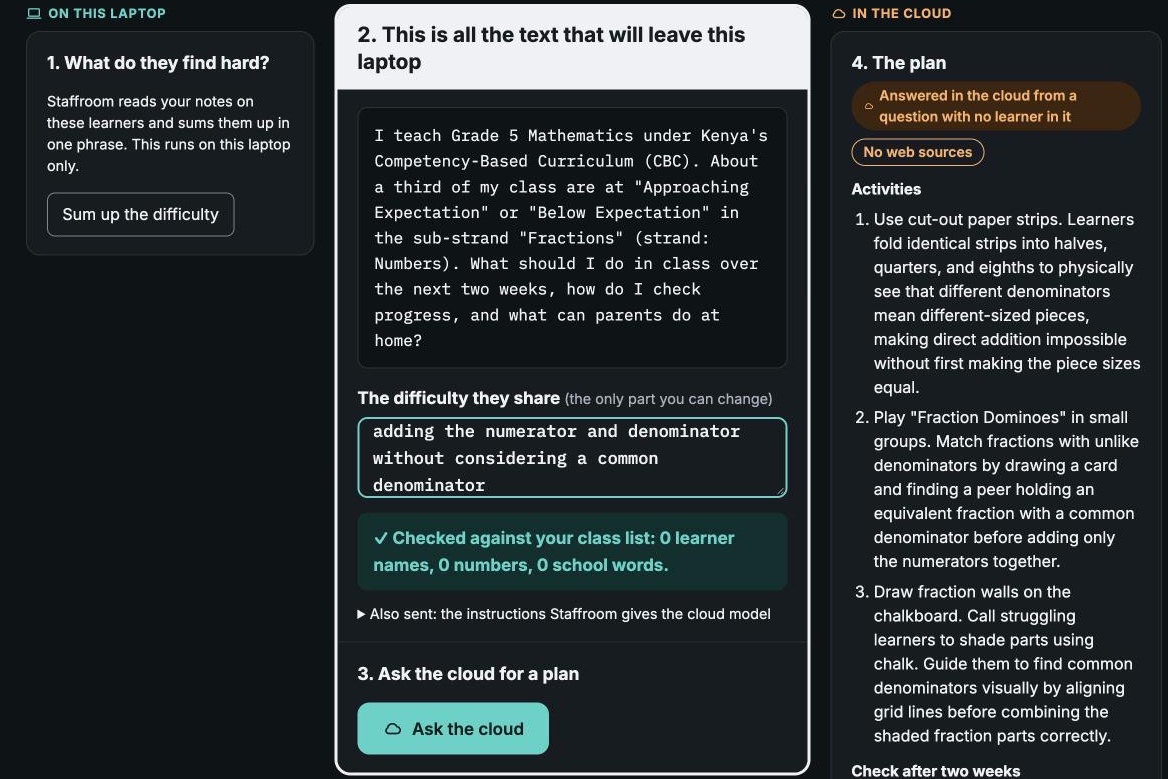 ON THIS LAPTOP
1. What do they find hard?
Staffroom reads your notes on
these learners and sums them up in
one phrase. This runs on this laptop
only.
Sum up the difficulty
2. This is all the text that will leave this
laptop
I teach Grade 5 Mathematics under Kenya's
Competency-Based Curriculum (CBC). About
a third of my class are at "Approaching
Expectation" or "Below Expectation" in
the sub-strand "Fractions" (strand:
Numbers). What should I do in class over
the next two weeks, how do I check
progress, and what can parents do at
home?
The difficulty they share (the only part you can change)
adding the numerator and denominator
without considering a common
denominator
✓ Checked against your class list: 0 learner
names, 0 numbers, 0 school words.
▶ Also sent: the instructions Staffroom gives the cloud model
3. Ask the cloud for a plan
Ask the cloud
IN THE CLOUD
4. The plan
Answered in the cloud from a
question with no learner in it
No web sources
Activities
1. Use cut-out paper strips. Learners
fold identical strips into halves,
quarters, and eighths to physically
see that different denominators
mean different-sized pieces,
making direct addition impossible
without first making the piece sizes
equal.
2. Play "Fraction Dominoes" in small
groups. Match fractions with unlike
denominators by drawing a card
and finding a peer holding an
equivalent fraction with a common
denominator before adding only
the numerators together.
3. Draw fraction walls on the
chalkboard. Call struggling
learners to shade parts using
chalk. Guide them to find common
denominators visually by aligning
grid lines before combining the
shaded fraction parts correctly.
Check after two weeks